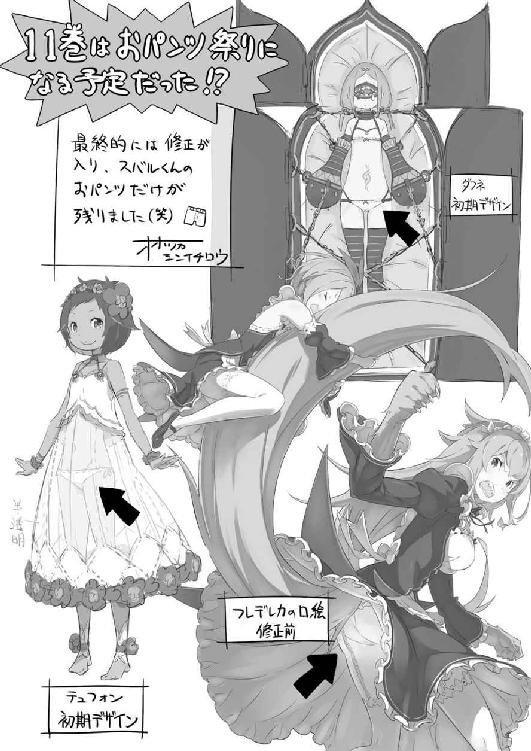 11巻はおパンツ祭りに
なる予定だった!?
最終的には修正が
入り、スバルくんの
おパンツだけが
残りました(笑)
オオツカ
シンイチロウ
ダフネ
初期デザイン
半透明
フレデレカの口絵
修正前
テュフォン
初期デザイン